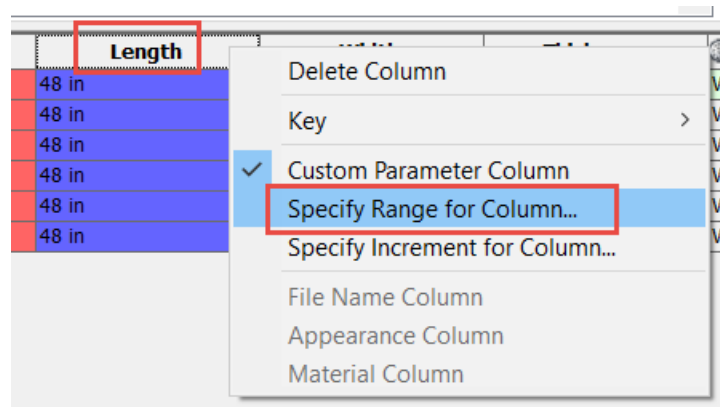 Length
48 in
48 in
48 in
48 in
48 in
48 in
Delete Column
Key
Custom Parameter Column
Specify Range for Column...
Specify Increment for Column...
File Name Column
Appearance Column
Material Column